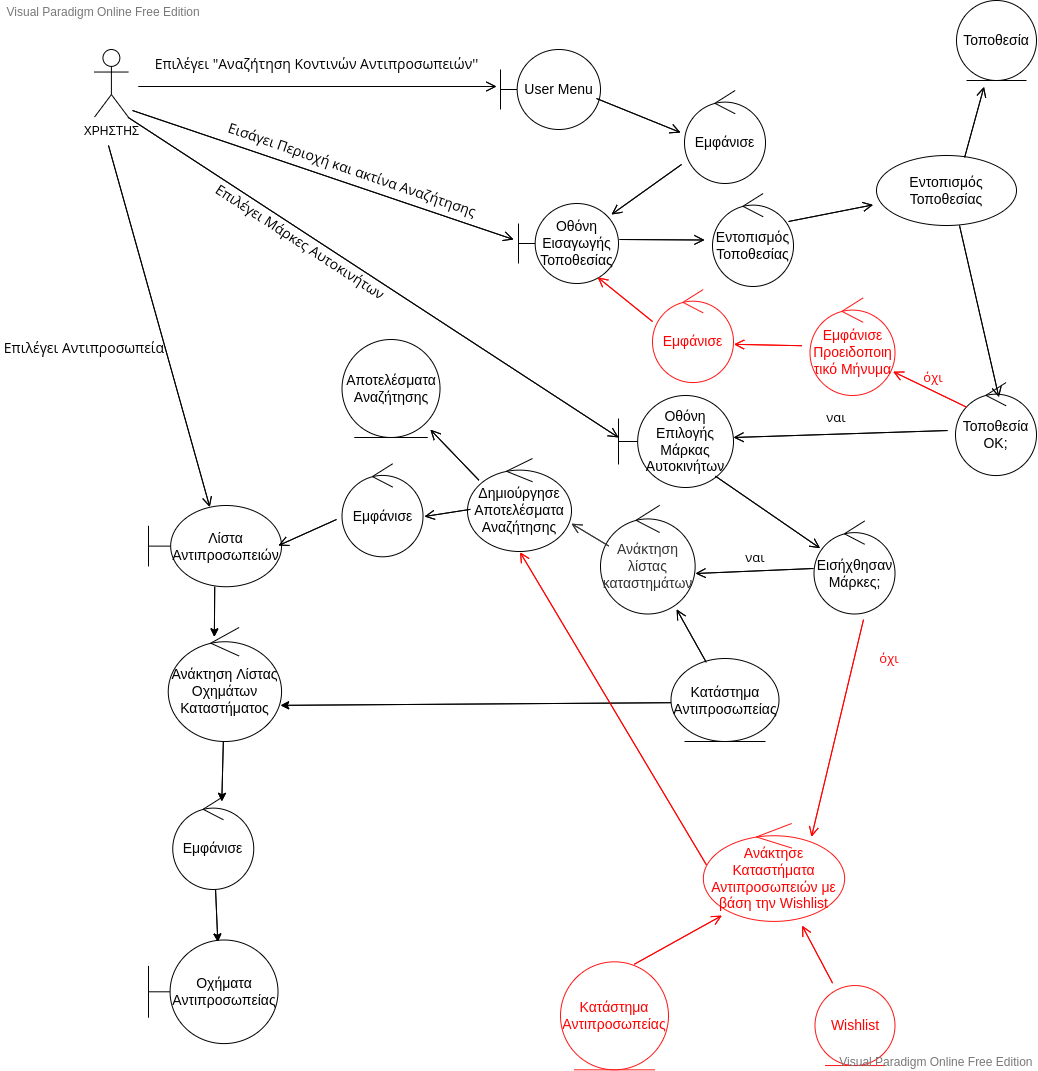 Visual Paradigm Online Free Edition
Τοποθεσία
Επιλέγει "Αναζήτηση Κοντινών Αντιπροσωπειών"
User Menu
ΧΡΗΣΤΗΣ
Εμφάνισε
Εισάγει Περιοχή και ακτίνα Αναζήτησης
Εντοπισμός
Τοποθεσίας
Επιλέγει Μάρκες Αυτοκινήτων
Οθόνη
Εισαγωγής
Τοποθεσίας
Εντοπισμός
Τοποθεσίας
Εμφάνισε
Εμφάνισε
Προειδοποιη
τικό Μήνυμα
όχι
Επιλέγει Αντιπροσωπεία
Αποτελέσματα
Αναζήτησης
Οθόνη
Επιλογής
Μάρκας
Αυτοκινήτων
ναι
Τοποθεσία
ΟΚ;
Εμφάνισε
Δημιούργησε
Αποτελέσματα
Αναζήτησης
Λίστα
Αντιπροσωπειών
Ανάκτηση
λίστας
καταστημάτων
ναι
Εισήχθησαν
Μάρκες;
όχι
Ανάκτηση Λίστας
Οχημάτων
Καταστήματος
Κατάστημα
Αντιπροσωπείας
Εμφάνισε
Ανάκτησε
Καταστήματα
Αντιπροσωπειών με
βάση την Wishlist
Οχήματα
Αντιπροσωπείας
Κατάστημα
Αντιπροσωπείας
Wishlist
Visual Paradigm Online Free Edition